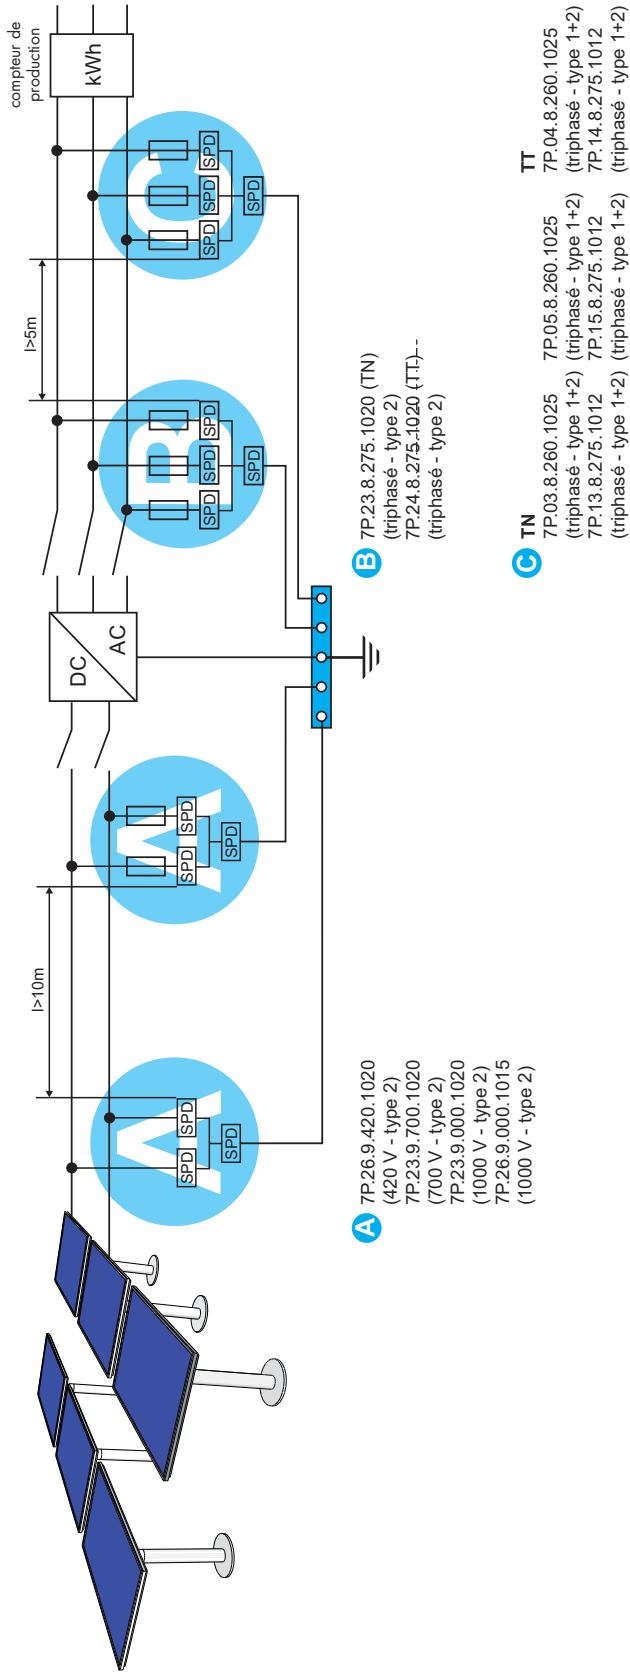 compteur de
production
kWh
l>10m
l>5m
DC
AC
A
SPD
SPD
SPD
A
SPD
SPD
SPD
B
SPD
SPD
SPD
SPD
C
SPD
SPD
SPD
SPD
A 7P.26.9.420.1020
(420 V - type 2)
7P.23.9.700.1020
(700 V - type 2)
7P.23.9.000.1020
(1000 V - type 2)
7P.26.9.000.1015
(1000 V - type 2)
B 7P.23.8.275.1020 (TN)
(triphasé - type 2)
7P.24.8.275.1020 (TT)
(triphasé - type 2)
C TN
7P.03.8.260.1025
(triphasé - type 1+2)
7P.13.8.275.1012
(triphasé - type 1+2)
7P.05.8.260.1025
(triphasé - type 1+2)
7P.15.8.275.1012
(triphasé - type 1+2)
TT
7P.04.8.260.1025
(triphasé - type 1+2)
7P.14.8.275.1012
(triphasé - type 1+2)